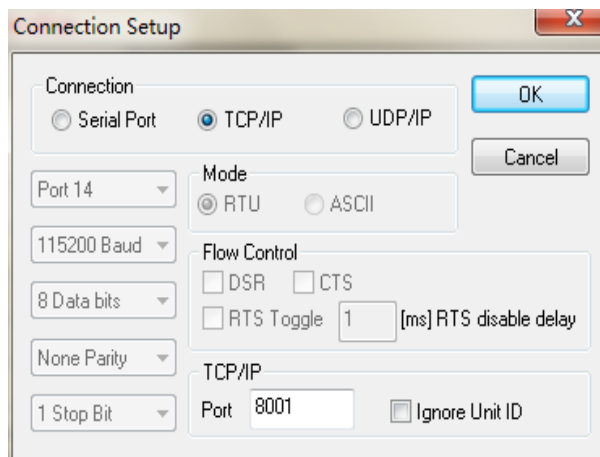 Connection Setup
Connection
Serial Port TCP/IP UDP/IP
OK
Cancel
Port 14
Mode
RTU ASCII
115200 Baud
Flow Control
DSR CTS
8 Data bits
RTS Toggle 1 [ms] RTS disable delay
None Parity
TCP/IP
Port 8001 Ignore Unit ID
1 Stop Bit